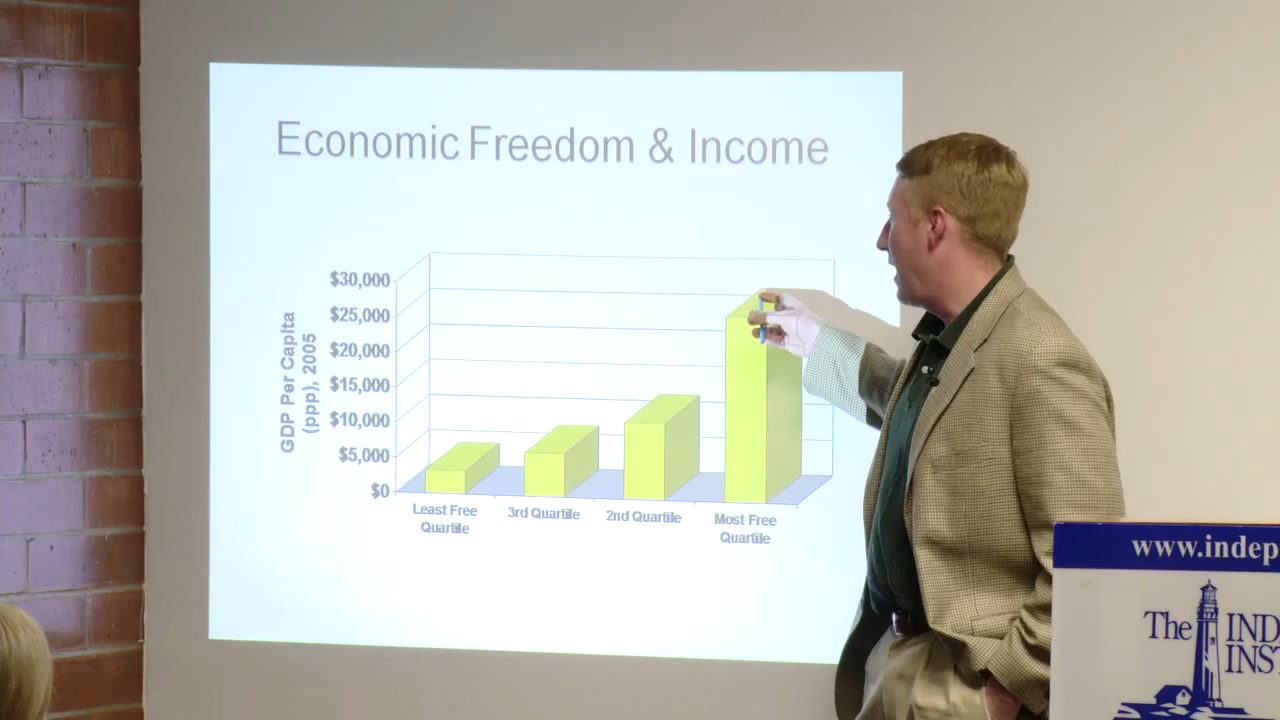 Economic Freedom & Income
GDP Per Capita
(ppp), 2005
$30,000
$25,000
$20,000
$15,000
$10,000
$5,000
$0
Least Free
Quartile
3rd Quartile
2nd Quartile
Most Free
Quartile
www.indep
The IND
INST